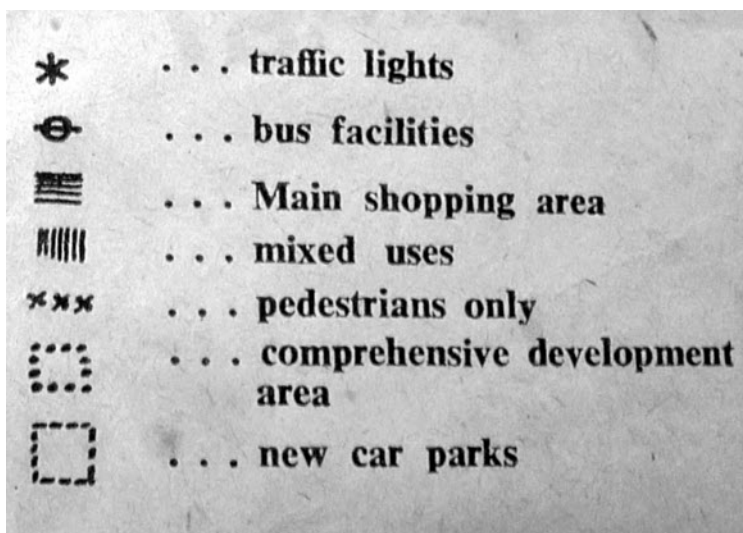 . . . traffic lights
. . . bus facilities
. . . Main shopping area
. . . mixed uses
. . . pedestrians only
. . . comprehensive development
area
. . . new car parks